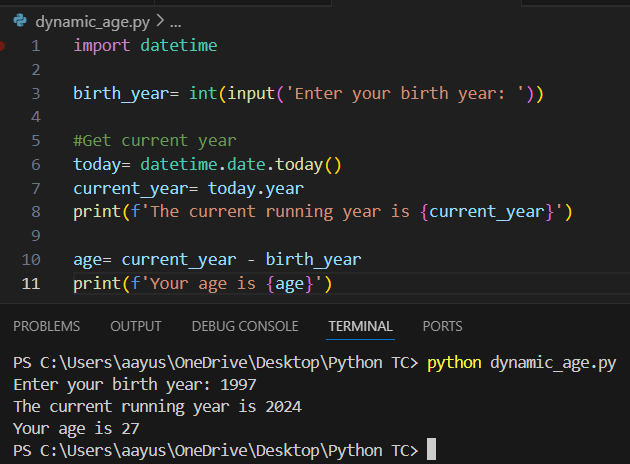 dynamic_age.py > ...
1 import datetime
2
3 birth_year= int(input('Enter your birth year: '))
4
5 #Get current year
6 today= datetime.date.today()
7 current_year= today.year
8 print(f'The current running year is {current_year}')
9
10 age= current_year - birth_year
11 print(f'Your age is {age}')
PROBLEMS OUTPUT DEBUG CONSOLE TERMINAL PORTS
PS C:\Users\aayus\OneDrive\Desktop\Python TC> python dynamic_age.py
Enter your birth year: 1997
The current running year is 2024
Your age is 27
PS C:\Users\aayus\OneDrive\Desktop\Python TC>